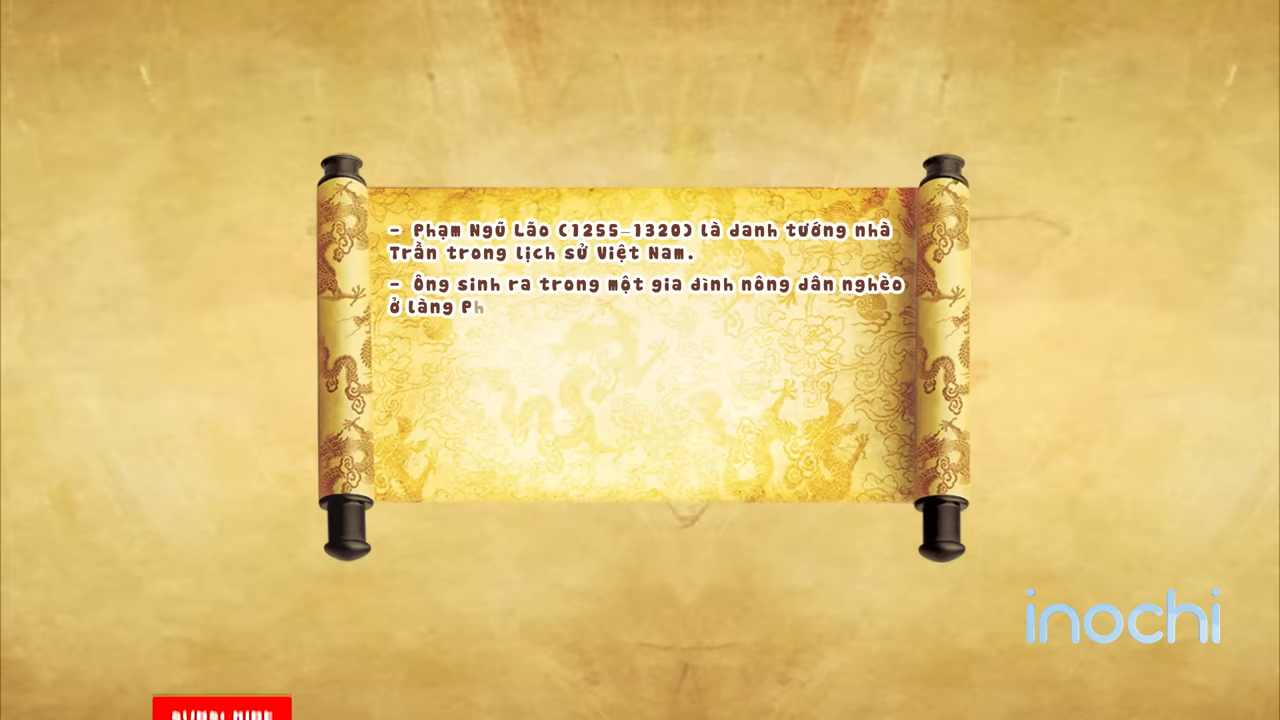 - Phạm Ngũ Lão (1255–1320) là danh tướng nhà
Trần trong lịch sử Việt Nam.
- Ông sinh ra trong một gia đình nông dân nghèo
ở làng Ph
inochi